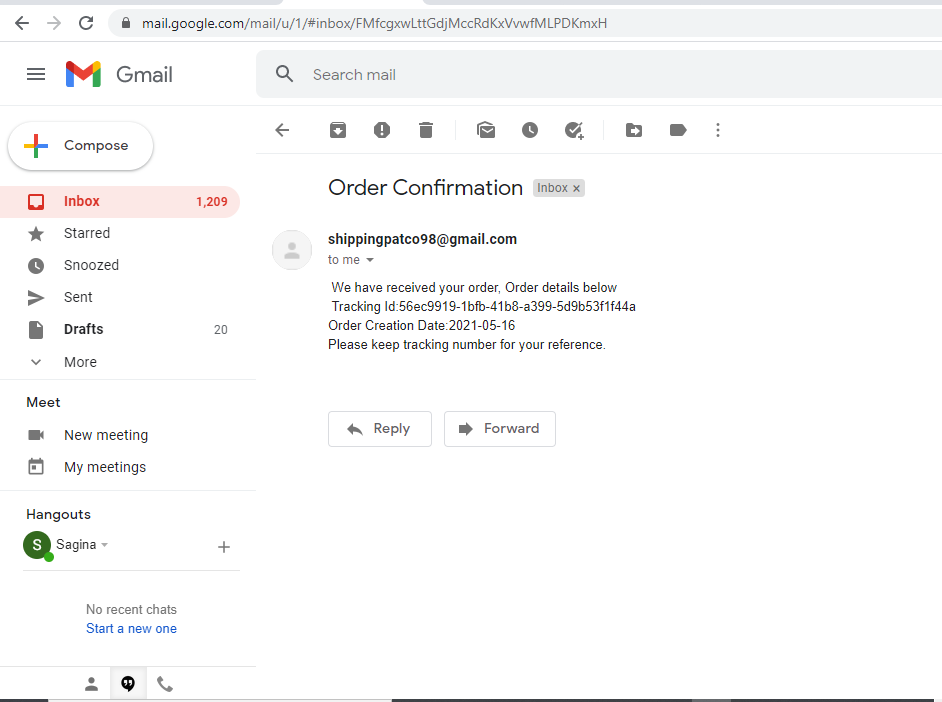 mail.google.com/mail/u/1/#inbox/FMfcgxwLttGdjMccRdKxVvwfMLPDKmxH
Gmail
Search mail
Compose
Inbox 1,209
Starred
Snoozed
Sent
Drafts 20
More
Meet
New meeting
My meetings
Hangouts
S Sagina
No recent chats
Start a new one
Order Confirmation Inbox x
shippingpatco98@gmail.com
to me
We have received your order, Order details below
Tracking Id:56ec9919-1bfb-41b8-a399-5d9b53f1f44a
Order Creation Date:2021-05-16
Please keep tracking number for your reference.
Reply Forward